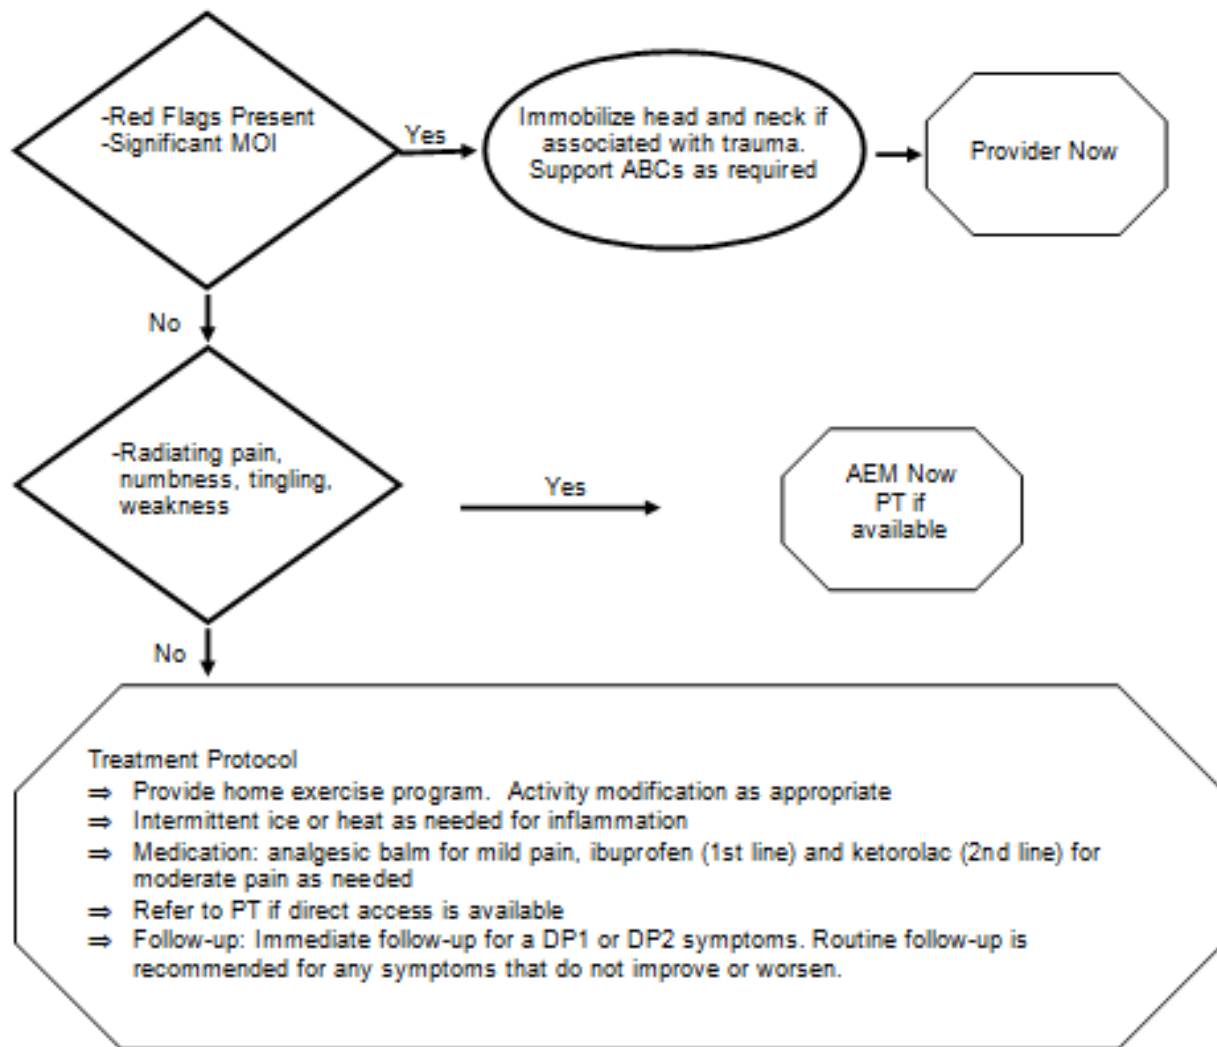 -Red Flags Present
-Significant MOI
Yes
Immobilize head and neck if
associated with trauma.
Support ABCs as required
Provider Now
No
-Radiating pain,
numbness, tingling,
weakness
Yes
AEM Now
PT if
available
No
Treatment Protocol
⇒ Provide home exercise program. Activity modification as appropriate
⇒ Intermittent ice or heat as needed for inflammation
⇒ Medication: analgesic balm for mild pain, ibuprofen (1st line) and ketorolac (2nd line) for
moderate pain as needed
⇒ Refer to PT if direct access is available
⇒ Follow-up: Immediate follow-up for a DP1 or DP2 symptoms. Routine follow-up is
recommended for any symptoms that do not improve or worsen.